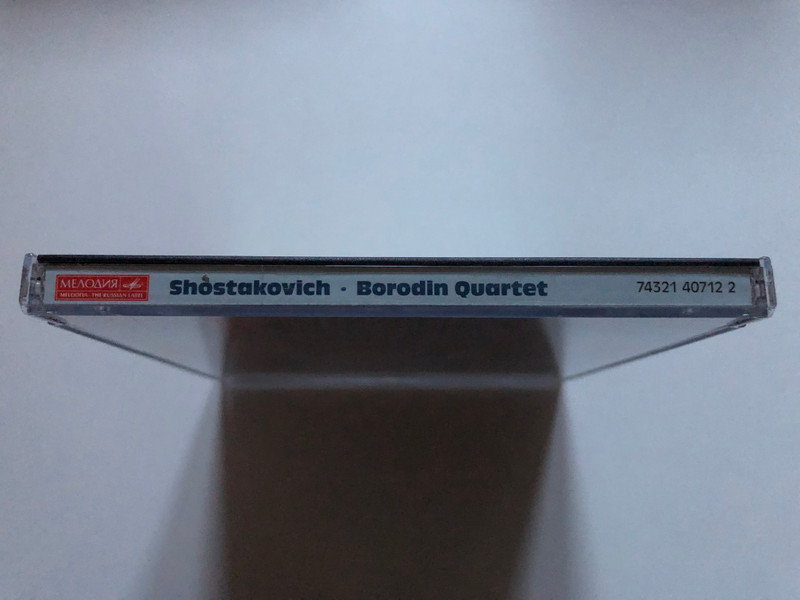 МЕЛОДИЯ
MELODIYA · THE RUSSIAN LABEL
Shostakovich · Borodin Quartet
74321 40712 2